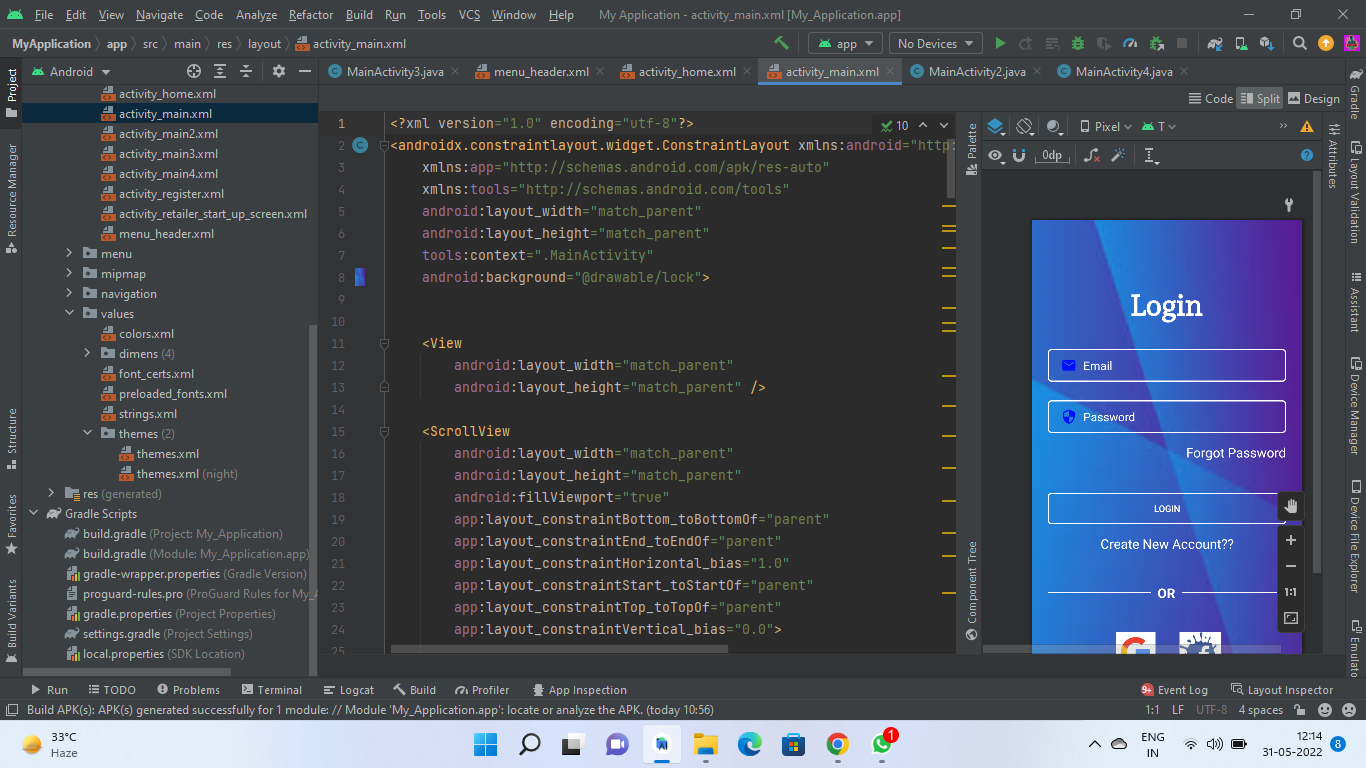 File Edit View Navigate Code Analyze Refactor Build Run Tools VCS Window Help My Application - activity_main.xml [My_Application.app]
MyApplication app src main res layout activity_main.xml app No Devices
Project
Android
MainActivity3.java menu_header.xml activity_home.xml activity_main.xml MainActivity2.java MainActivity4.java
Code Split Design
activity_home.xml
activity_main.xml
activity_main2.xml
activity_main3.xml
activity_main4.xml
activity_register.xml
activity_retailer_start_up_screen.xml
menu_header.xml
menu
mipmap
navigation
values
colors.xml
dimens (4)
font_certs.xml
preloaded_fonts.xml
strings.xml
themes (2)
themes.xml
themes.xml (night)
res (generated)
Gradle Scripts
build.gradle (Project: My_Application)
build.gradle (Module: My_Application.app)
gradle-wrapper.properties (Gradle Version)
proguard-rules.pro (ProGuard Rules for My_A
gradle.properties (Project Properties)
settings.gradle (Project Settings)
local.properties (SDK Location)
Resource Manager
Structure
Favorites
Build Variants
1 <?xml version="1.0" encoding="utf-8"?> 10
2 <androidx.constraintlayout.widget.ConstraintLayout xmlns:android="http:
3 xmlns:app="http://schemas.android.com/apk/res-auto"
4 xmlns:tools="http://schemas.android.com/tools"
5 android:layout_width="match_parent"
6 android:layout_height="match_parent"
7 tools:context=".MainActivity"
8 android:background="@drawable/lock">
9
10
11 <View
12 android:layout_width="match_parent"
13 android:layout_height="match_parent" />
14
15 <ScrollView
16 android:layout_width="match_parent"
17 android:layout_height="match_parent"
18 android:fillViewport="true"
19 app:layout_constraintBottom_toBottomOf="parent"
20 app:layout_constraintEnd_toEndOf="parent"
21 app:layout_constraintHorizontal_bias="1.0"
22 app:layout_constraintStart_toStartOf="parent"
23 app:layout_constraintTop_toTopOf="parent"
24 app:layout_constraintVertical_bias="0.0">
25
Palette
Component Tree
Pixel T
0dp
Login
Email
Password
Forgot Password
LOGIN
Create New Account??
OR
1:1
Attributes
Gradle
Layout Validation
Assistant
Device Manager
Device File Explorer
Emulato
Run TODO Problems Terminal Logcat Build Profiler App Inspection 9+ Event Log Layout Inspector
Build APK(s): APK(s) generated successfully for 1 module: // Module 'My_Application.app': locate or analyze the APK. (today 10:56) 1:1 LF UTF-8 4 spaces
33°C
Haze
1
ENG
IN
12:14
31-05-2022
8